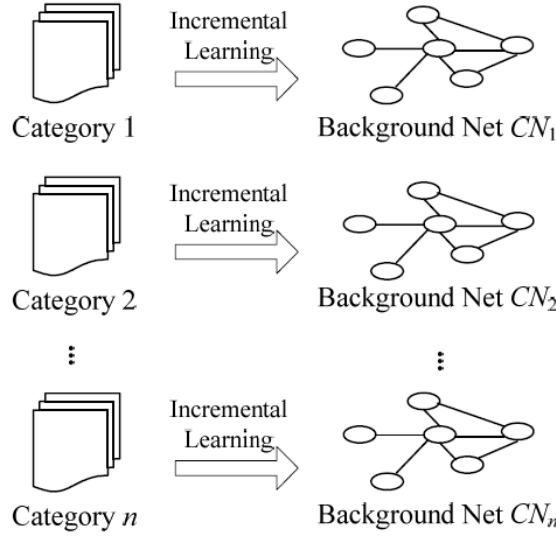 Incremental
Learning
Category 1
Background Net CN₁
Incremental
Learning
Category 2
Background Net CN₂
Incremental
Learning
Category n
Background Net CNₙ